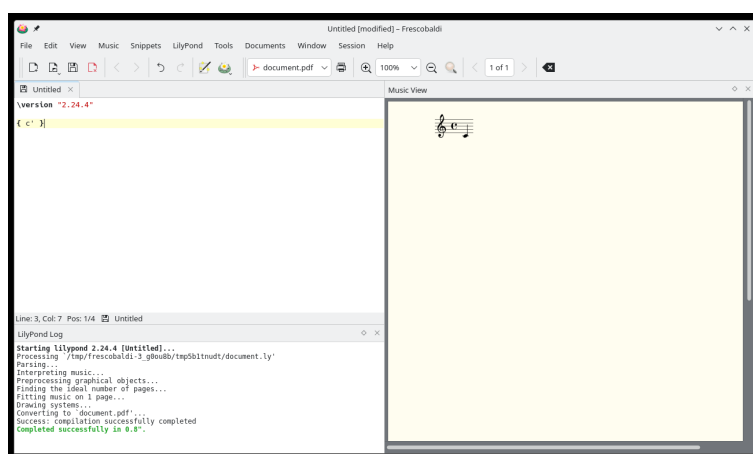 Untitled [modified] – Frescobaldi
File Edit View Music Snippets LilyPond Tools Documents Window Session Help
document.pdf 100% 1 of 1
Untitled
Music View
\version "2.24.4"
{ c' }
Line: 3, Col: 7 Pos: 1/4 Untitled
LilyPond Log
Starting lilypond 2.24.4 [Untitled]...
Processing `/tmp/frescobaldi-3_g0ou8b/tmp5b1tnudt/document.ly'
Parsing...
Interpreting music...
Preprocessing graphical objects...
Finding the ideal number of pages...
Fitting music on 1 page...
Drawing systems...
Converting to `document.pdf'...
Success: compilation successfully completed
Completed successfully in 0.8".